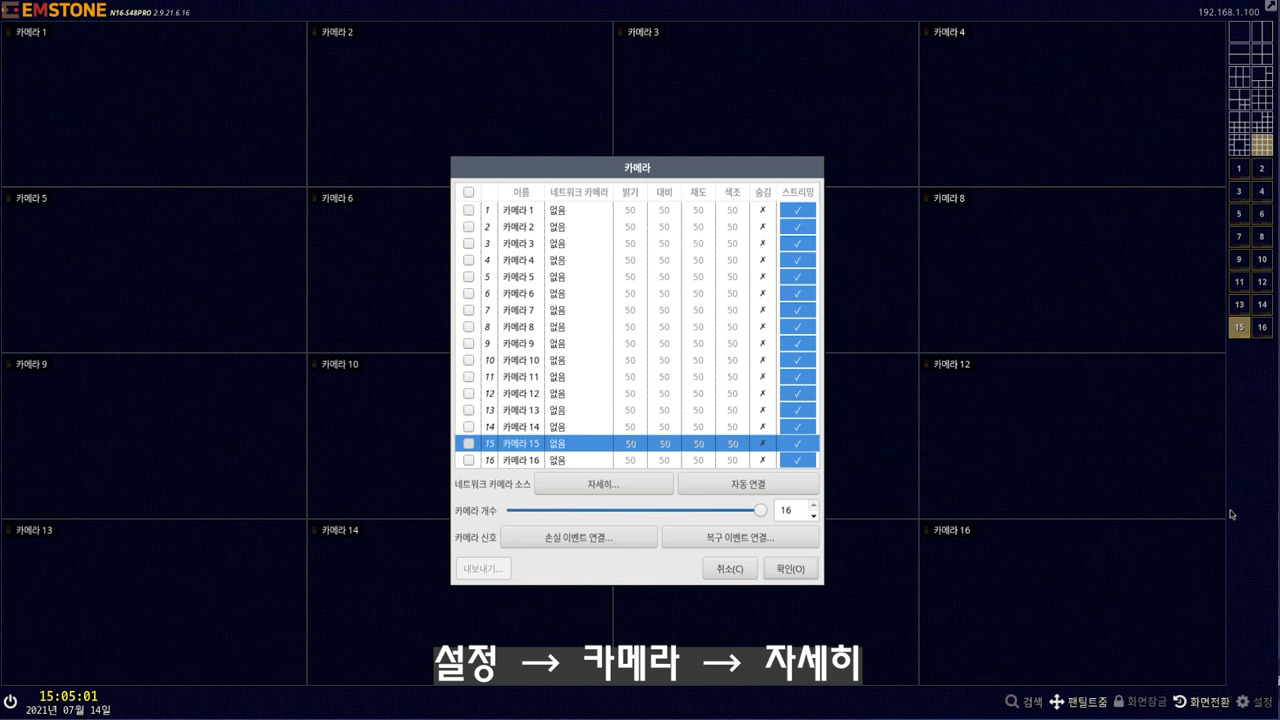 EMSTONE N16-S48PRO 2.9.21.6.16
192.168.1.100
카메라 1
카메라 2
카메라 3
카메라 4
카메라 5
카메라 6
카메라 8
카메라 9
카메라 10
카메라 12
카메라 13
카메라 14
카메라 16
카메라
이름 네트워크 카메라 밝기 대비 채도 색조 숨김 스트리밍
1 카메라 1 없음 50 50 50 50 ✗ ✓
2 카메라 2 없음 50 50 50 50 ✗ ✓
3 카메라 3 없음 50 50 50 50 ✗ ✓
4 카메라 4 없음 50 50 50 50 ✗ ✓
5 카메라 5 없음 50 50 50 50 ✗ ✓
6 카메라 6 없음 50 50 50 50 ✗ ✓
7 카메라 7 없음 50 50 50 50 ✗ ✓
8 카메라 8 없음 50 50 50 50 ✗ ✓
9 카메라 9 없음 50 50 50 50 ✗ ✓
10 카메라 10 없음 50 50 50 50 ✗ ✓
11 카메라 11 없음 50 50 50 50 ✗ ✓
12 카메라 12 없음 50 50 50 50 ✗ ✓
13 카메라 13 없음 50 50 50 50 ✗ ✓
14 카메라 14 없음 50 50 50 50 ✗ ✓
15 카메라 15 없음 50 50 50 50 ✗ ✓
16 카메라 16 없음 50 50 50 50 ✗ ✓
네트워크 카메라 소스 자세히... 자동 연결
카메라 개수 16
카메라 신호 손실 이벤트 연결... 복구 이벤트 연결...
내보내기... 취소(C) 확인(O)
1 2
3 4
5 6
7 8
9 10
11 12
13 14
15 16
설정 → 카메라 → 자세히
15:05:01
2021년 07월 14일
검색 팬틸트줌 화면잠금 화면전환 설정